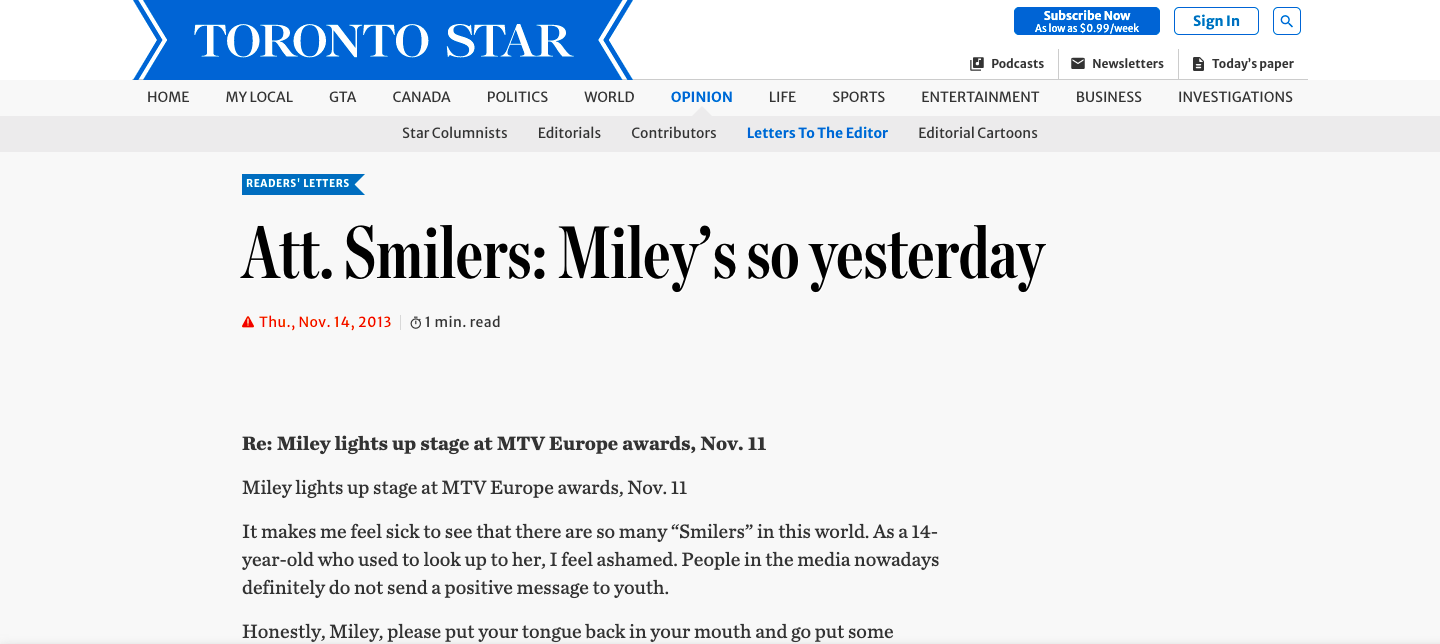 TORONTO STAR
Subscribe Now
As low as $0.99/week
Sign In
Podcasts
Newsletters
Today's paper
HOME MY LOCAL GTA CANADA POLITICS WORLD OPINION LIFE SPORTS ENTERTAINMENT BUSINESS INVESTIGATIONS
Star Columnists Editorials Contributors Letters To The Editor Editorial Cartoons
READERS' LETTERS
Att. Smilers: Miley’s so yesterday
Thu., Nov. 14, 2013 1 min. read
Re: Miley lights up stage at MTV Europe awards, Nov. 11
Miley lights up stage at MTV Europe awards, Nov. 11
It makes me feel sick to see that there are so many “Smilers” in this world. As a 14-
year-old who used to look up to her, I feel ashamed. People in the media nowadays
definitely do not send a positive message to youth.
Honestly, Miley, please put your tongue back in your mouth and go put some